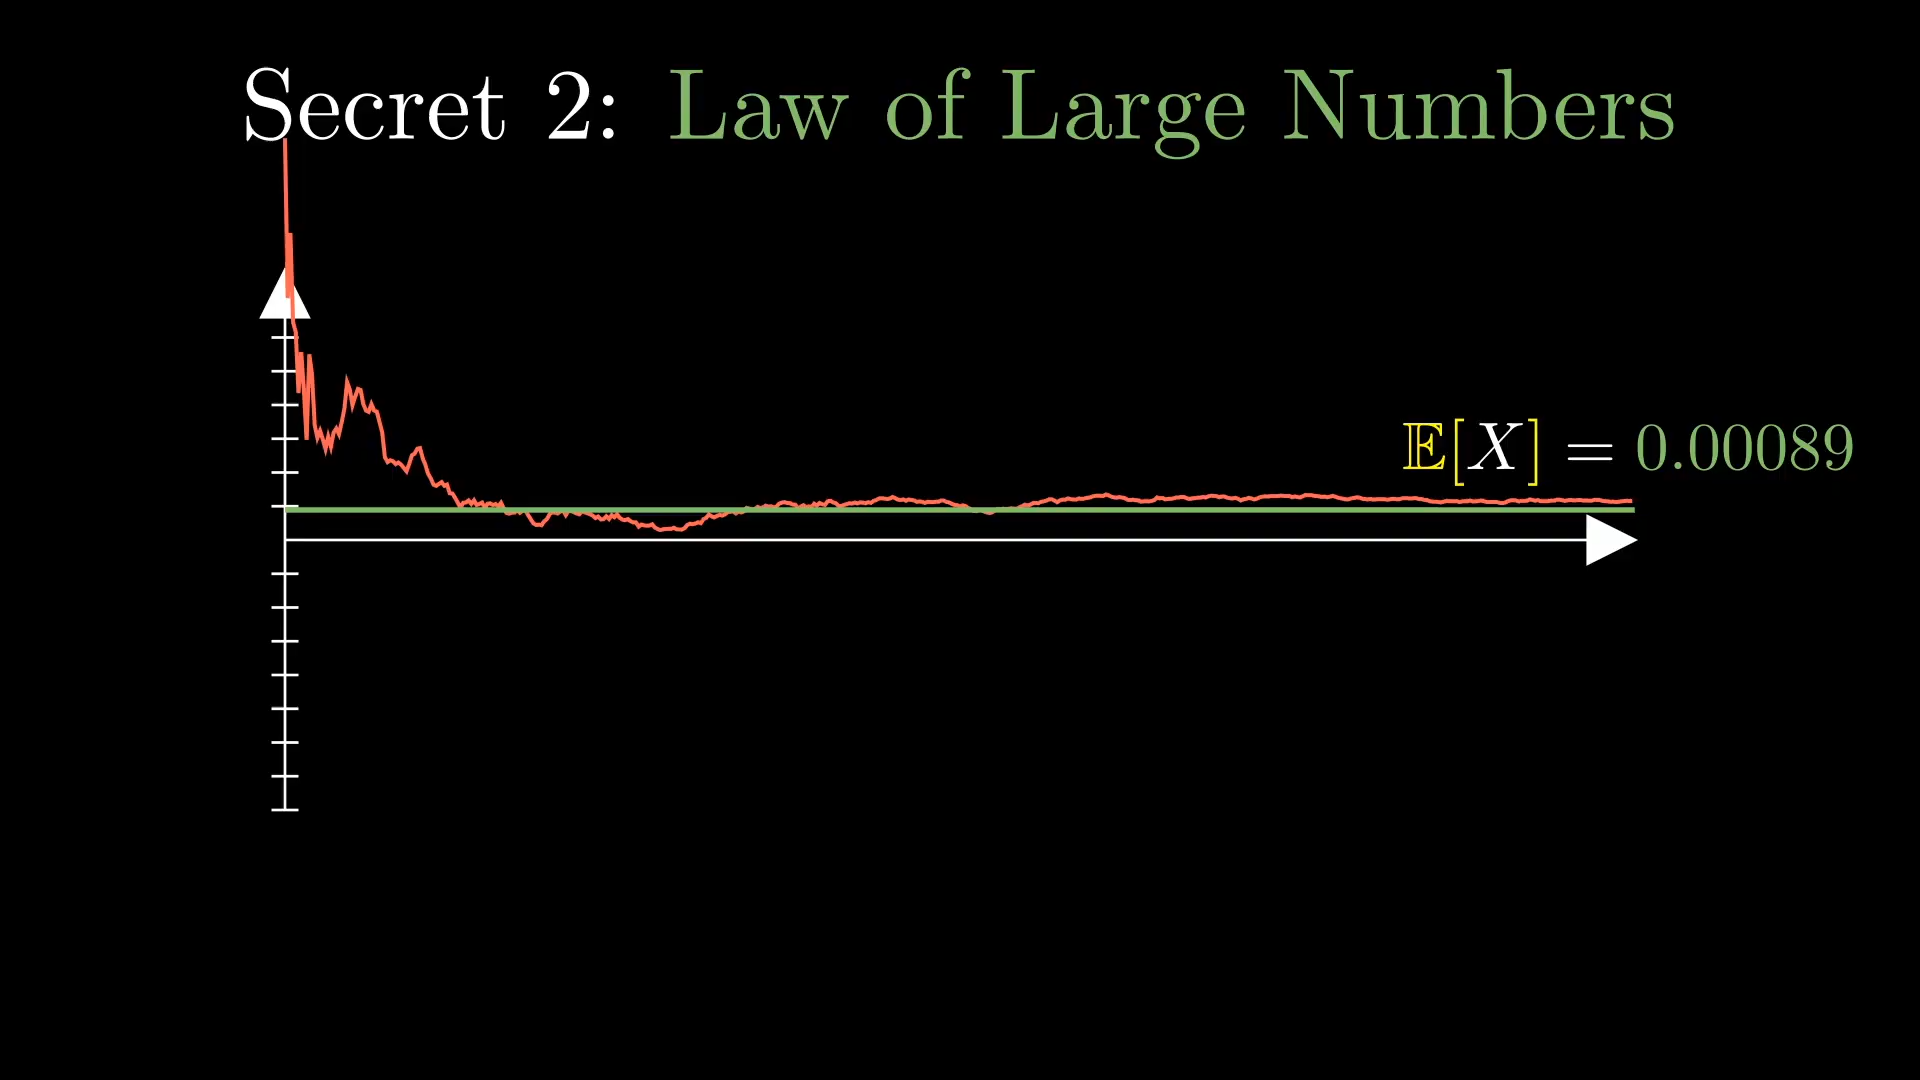 Secret 2: Law of Large Numbers
𝔼[X] = 0.00089